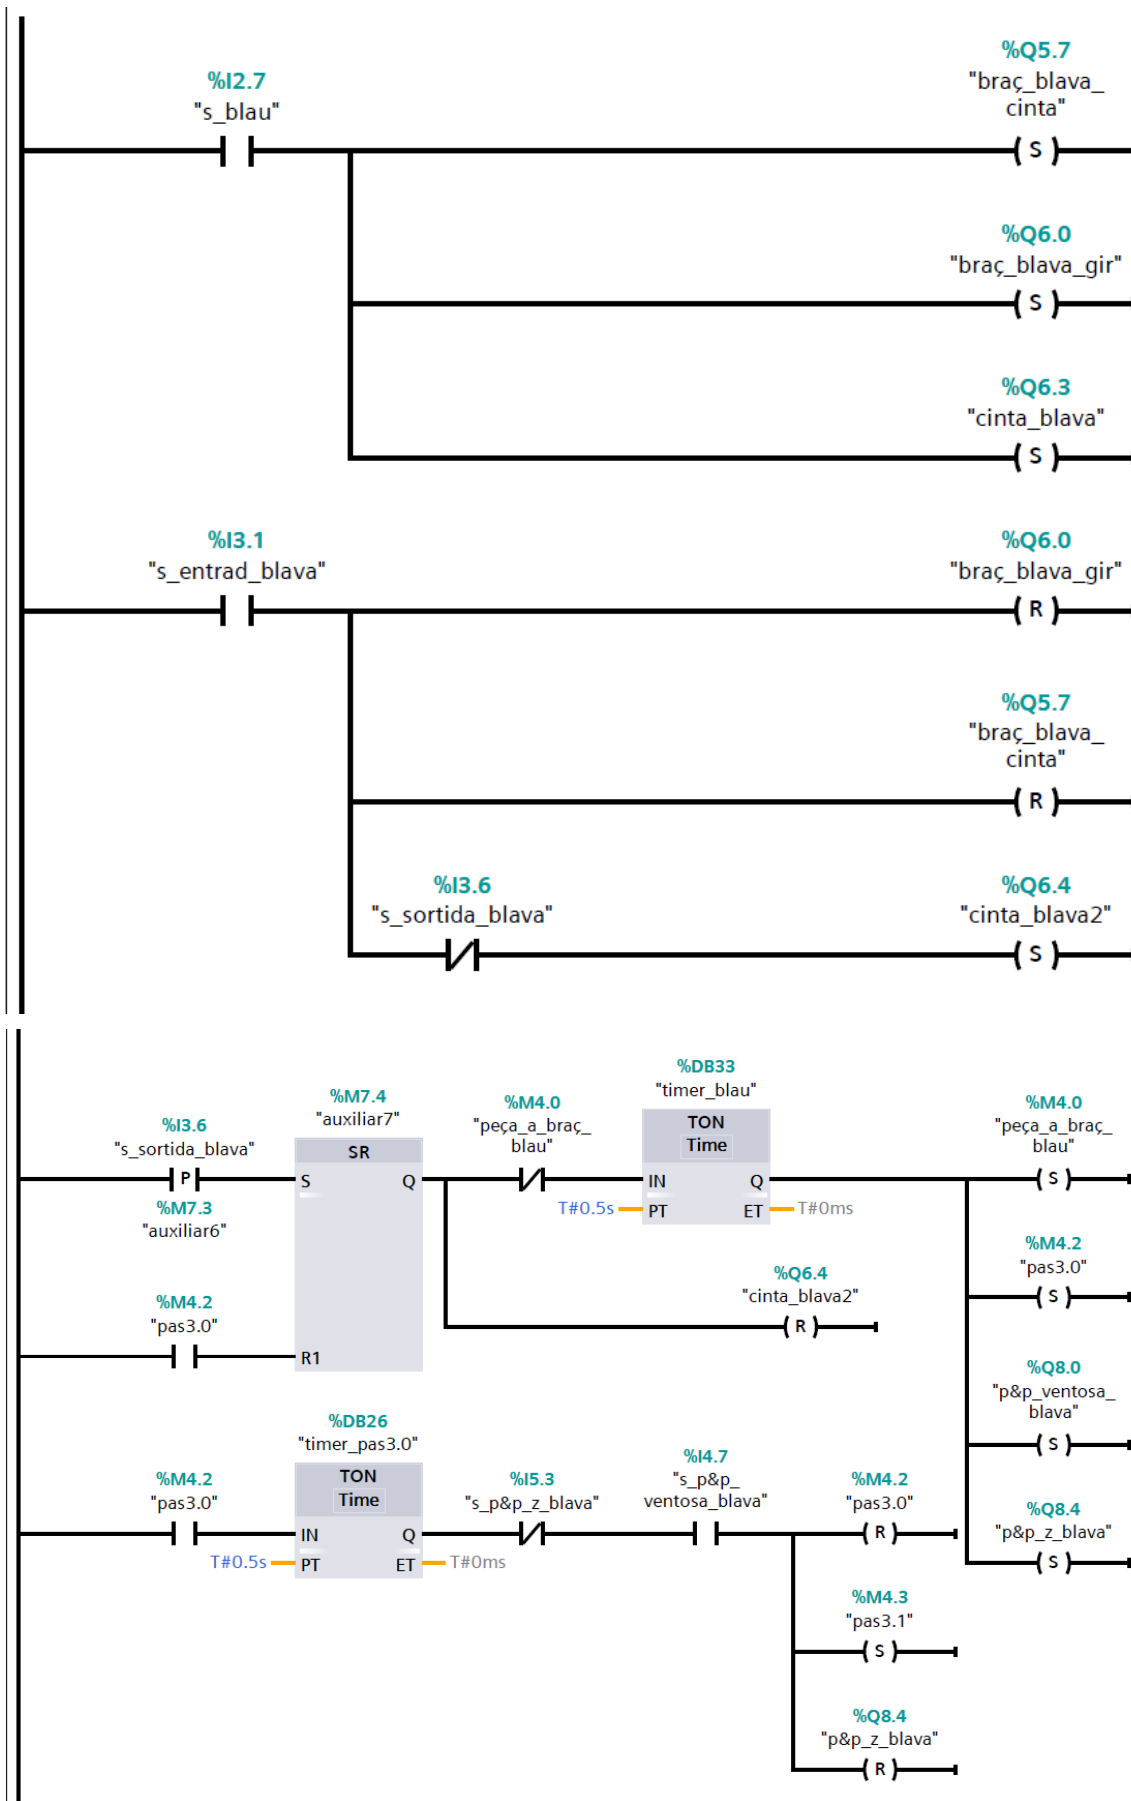 %I2.7
"s_blau"
%Q5.7
"braç_blava_
cinta"
S
%Q6.0
"braç_blava_gir"
S
%Q6.3
"cinta_blava"
S
%I3.1
"s_entrad_blava"
%Q6.0
"braç_blava_gir"
R
%Q5.7
"braç_blava_
cinta"
R
%I3.6
"s_sortida_blava"
%Q6.4
"cinta_blava2"
S
%I3.6
"s_sortida_blava"
P
%M7.3
"auxiliar6"
%M4.2
"pas3.0"
%M7.4
"auxiliar7"
SR
S Q
R1
%M4.0
"peça_a_braç_
blau"
%DB33
"timer_blau"
TON
Time
IN Q
T#0.5s PT ET T#0ms
%Q6.4
"cinta_blava2"
R
%M4.0
"peça_a_braç_
blau"
S
%M4.2
"pas3.0"
S
%Q8.0
"p&p_ventosa_
blava"
S
%Q8.4
"p&p_z_blava"
S
%M4.2
"pas3.0"
%DB26
"timer_pas3.0"
TON
Time
IN Q
T#0.5s PT ET T#0ms
%I5.3
"s_p&p_z_blava"
%I4.7
"s_p&p_
ventosa_blava"
%M4.2
"pas3.0"
R
%M4.3
"pas3.1"
S
%Q8.4
"p&p_z_blava"
R